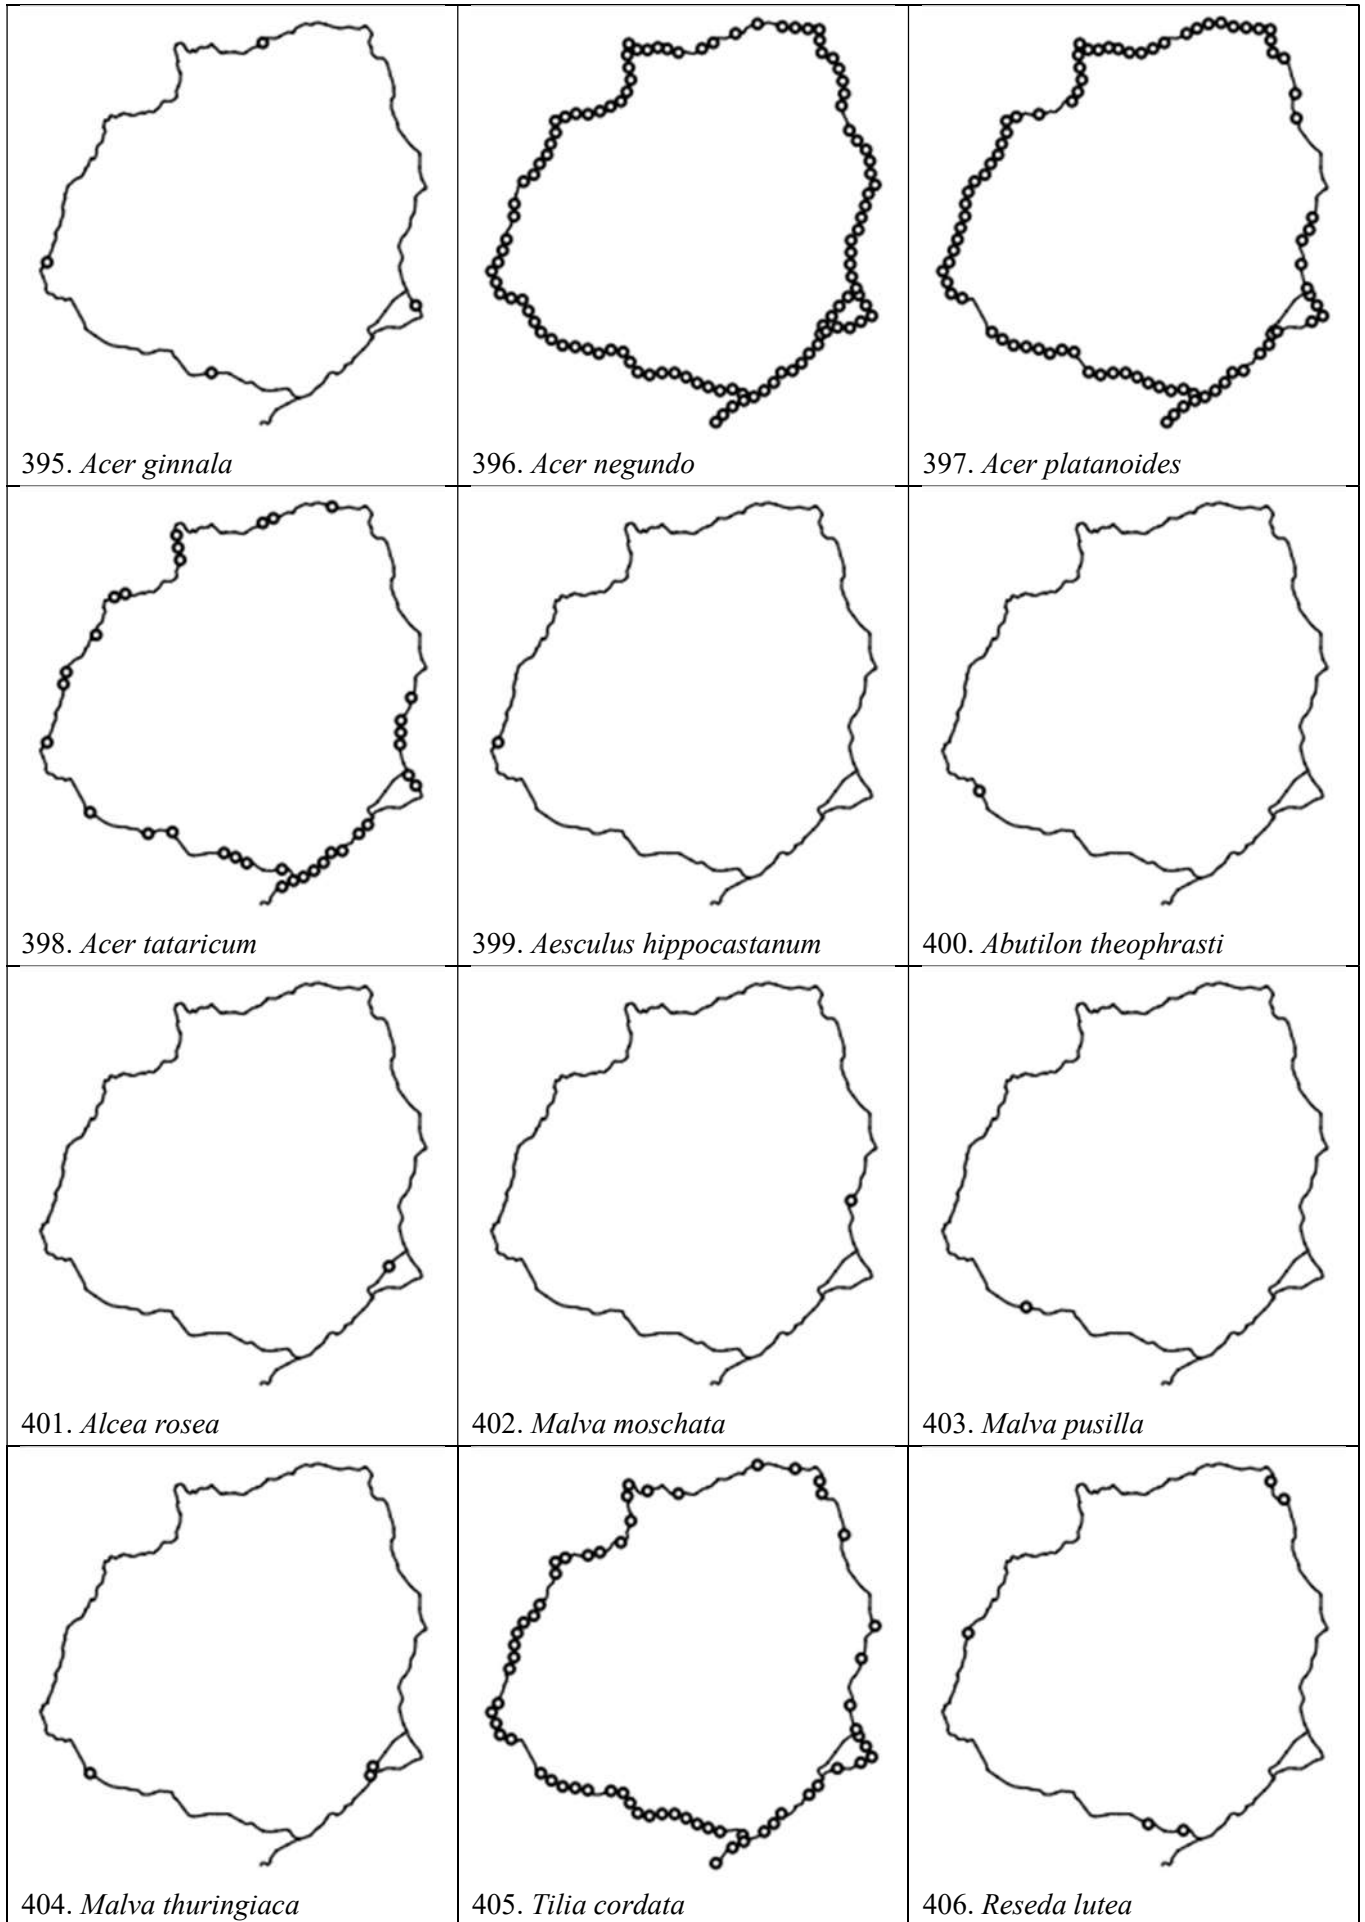 395. Acer ginnala
396. Acer negundo
397. Acer platanoides
398. Acer tataricum
399. Aesculus hippocastanum
400. Abutilon theophrasti
401. Alcea rosea
402. Malva moschata
403. Malva pusilla
404. Malva thuringiaca
405. Tilia cordata
406. Reseda lutea